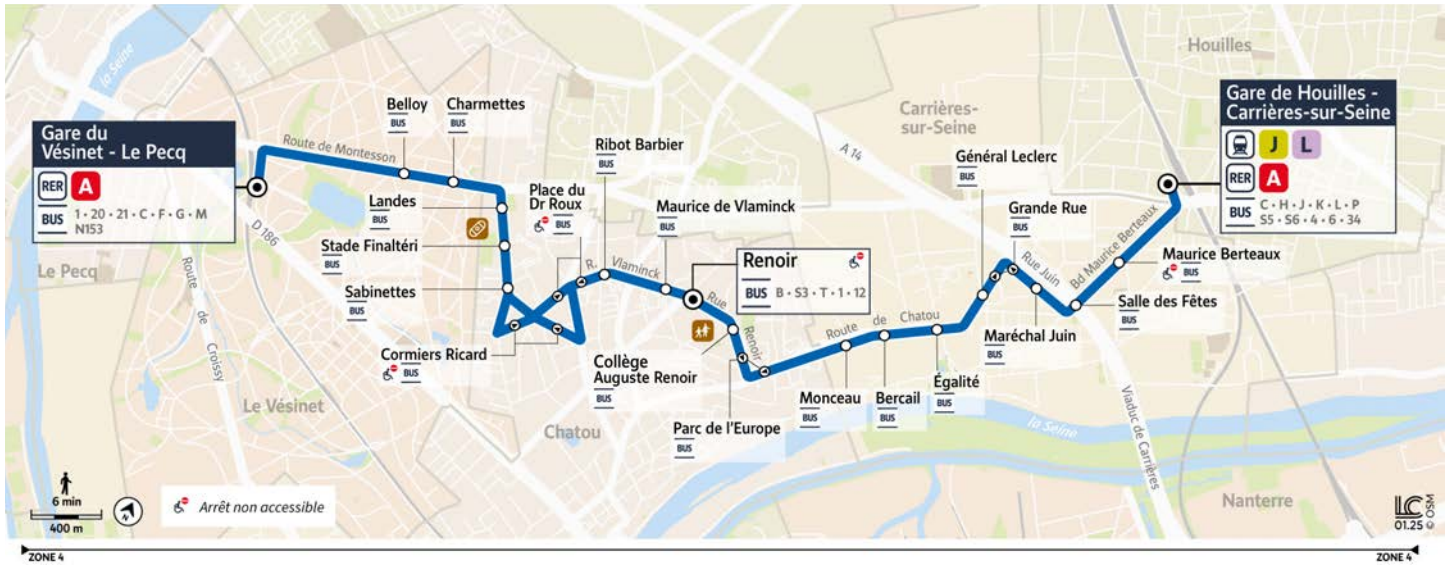 la Seine
Houilles
Gare de Houilles -
Carrières-sur-Seine
J L
RER A
BUS C • H • J • K • L • P
S5 • S6 • 4 • 6 • 34
Gare du
Vésinet - Le Pecq
RER A
BUS 1 • 20 • 21 • C • F • G • M
N153
Route de Montesson
Belloy
BUS
Charmettes
BUS
Carrières-
sur-Seine
A 14
Landes
BUS
Place du
Dr Roux
BUS
Ribot Barbier
BUS
Maurice de Vlaminck
BUS
Général Leclerc
BUS
Grande Rue
BUS
Stade Finaltéri
BUS
Sabinettes
BUS
R. Vlaminck
Renoir
BUS B • S3 • T • 1 • 12
Rue Renoir
Rue Juin
Bd Maurice Berteaux
Maurice Berteaux
BUS
Salle des Fêtes
BUS
Le Pecq
D 186
Route de Croissy
Cormiers Ricard
BUS
Collège
Auguste Renoir
BUS
Route de Chatou
Maréchal Juin
BUS
Le Vésinet
Chatou
Parc de l'Europe
BUS
Monceau
BUS
Bercail
BUS
Égalité
BUS
la Seine
Viaduc de Carrières
Nanterre
6 min
400 m
N
Arrêt non accessible
LC
01.25 © OSM
ZONE 4
ZONE 4